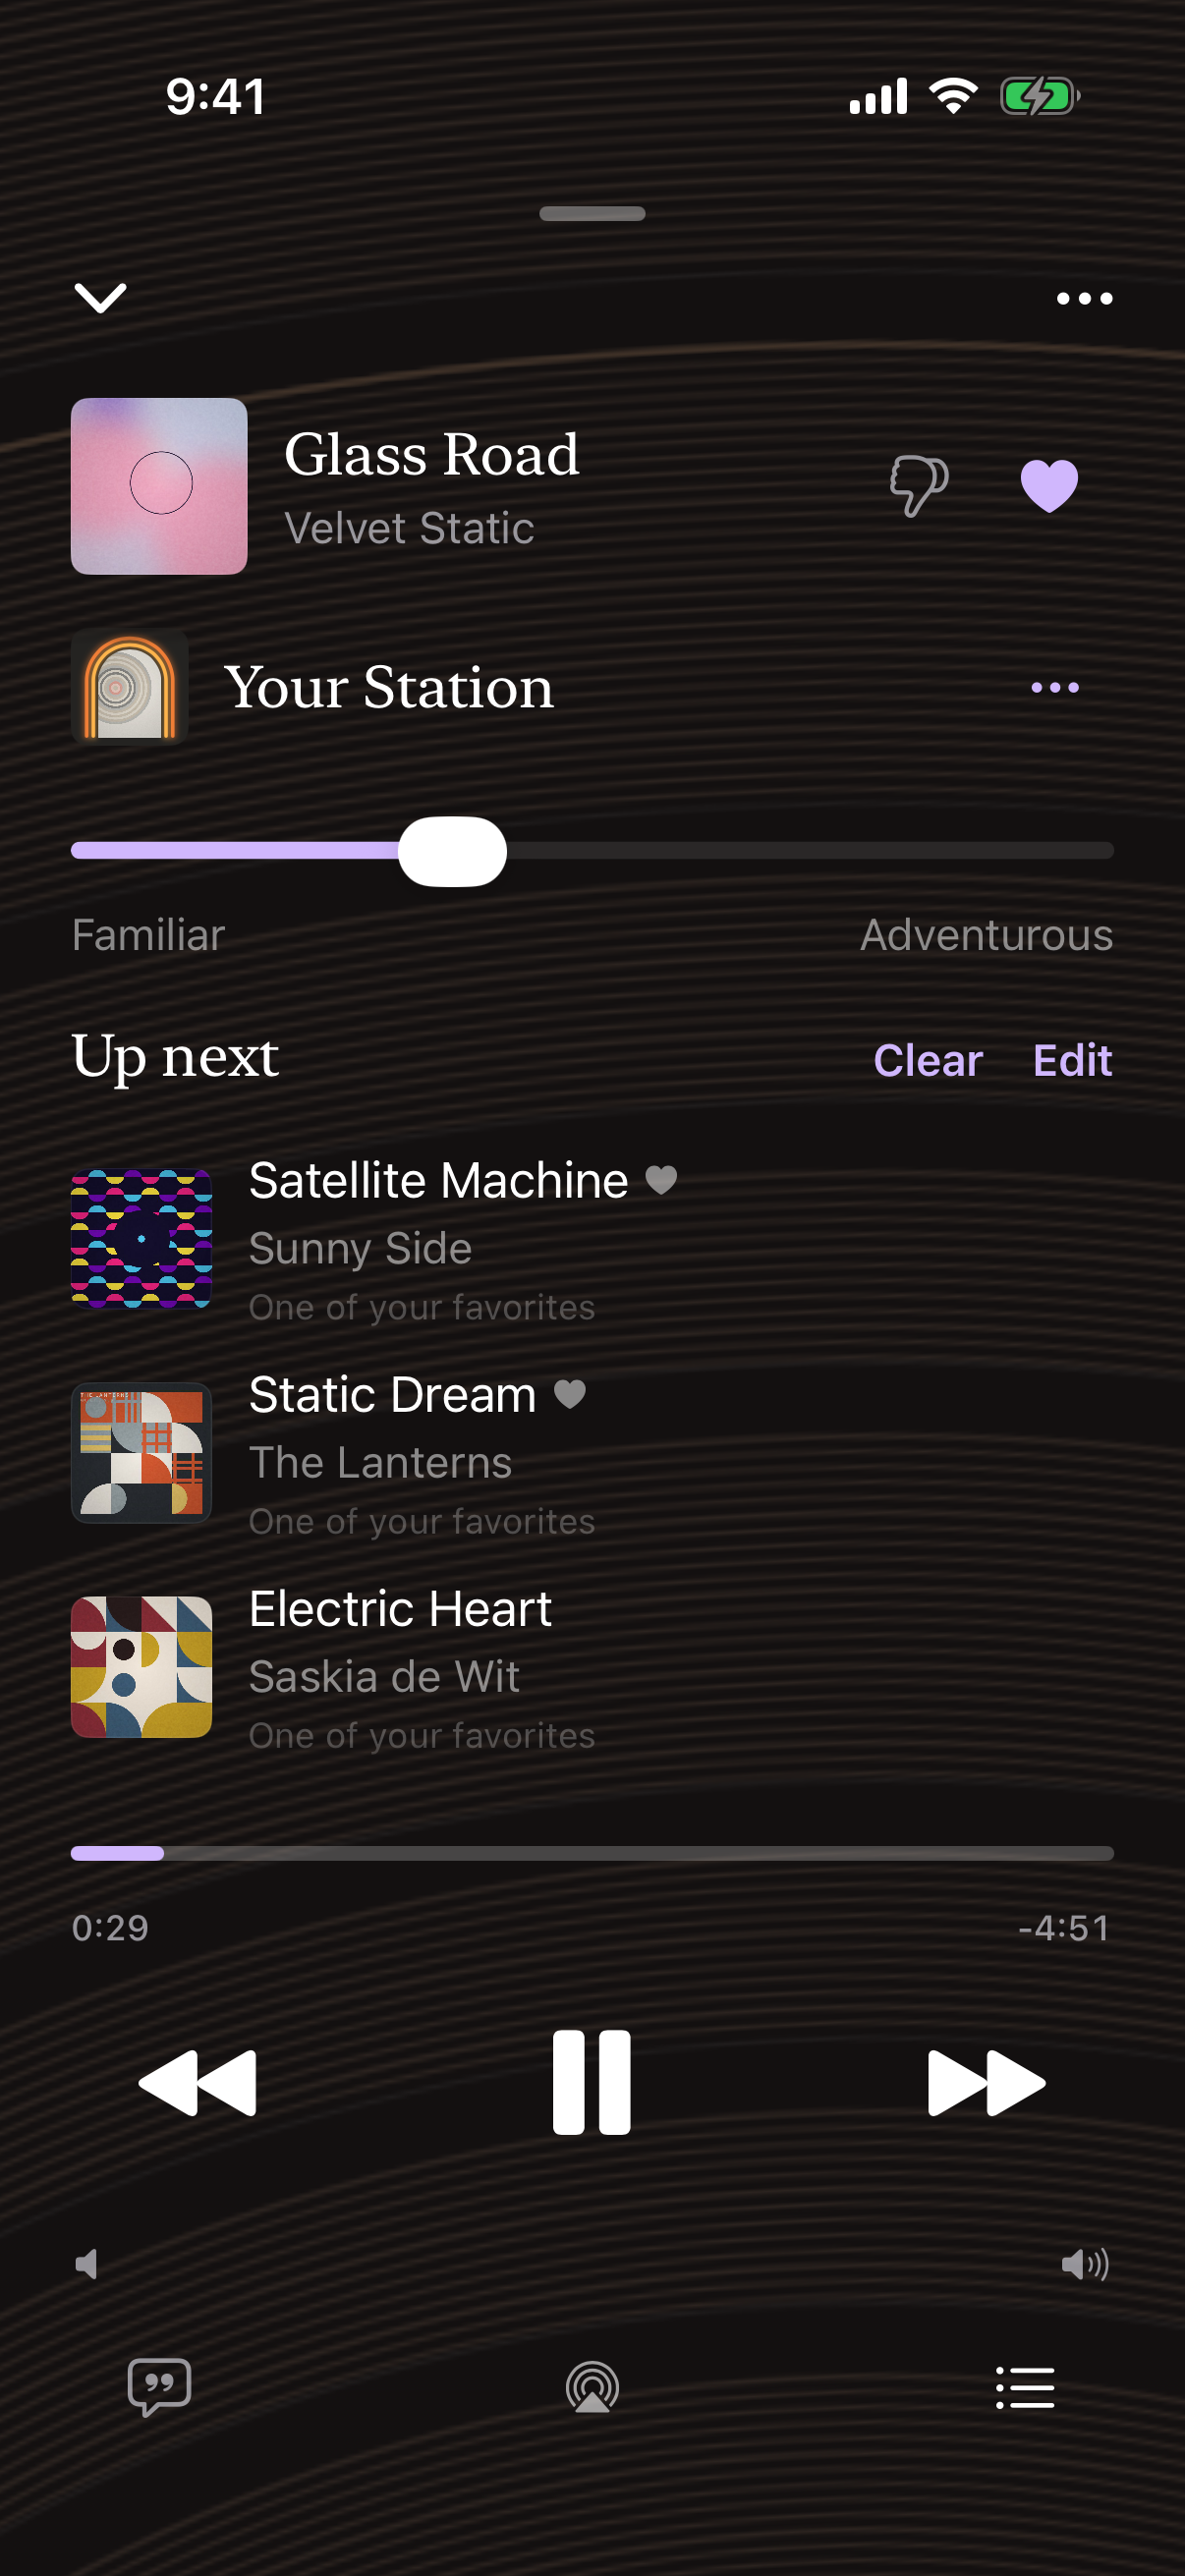 9:41
Glass Road
Velvet Static
Your Station
Familiar
Adventurous
Up next
Clear
Edit
Satellite Machine
Sunny Side
One of your favorites
THE LANTERNS
Static Dream
The Lanterns
One of your favorites
Electric Heart
Saskia de Wit
One of your favorites
0:29
-4:51